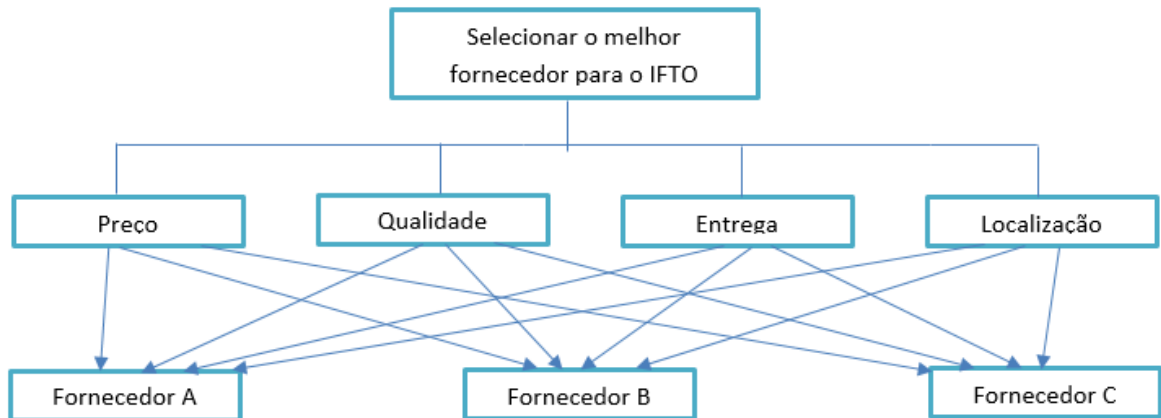 Selecionar o melhor
fornecedor para o IFTO
Preço
Qualidade
Entrega
Localização
Fornecedor A
Fornecedor B
Fornecedor C